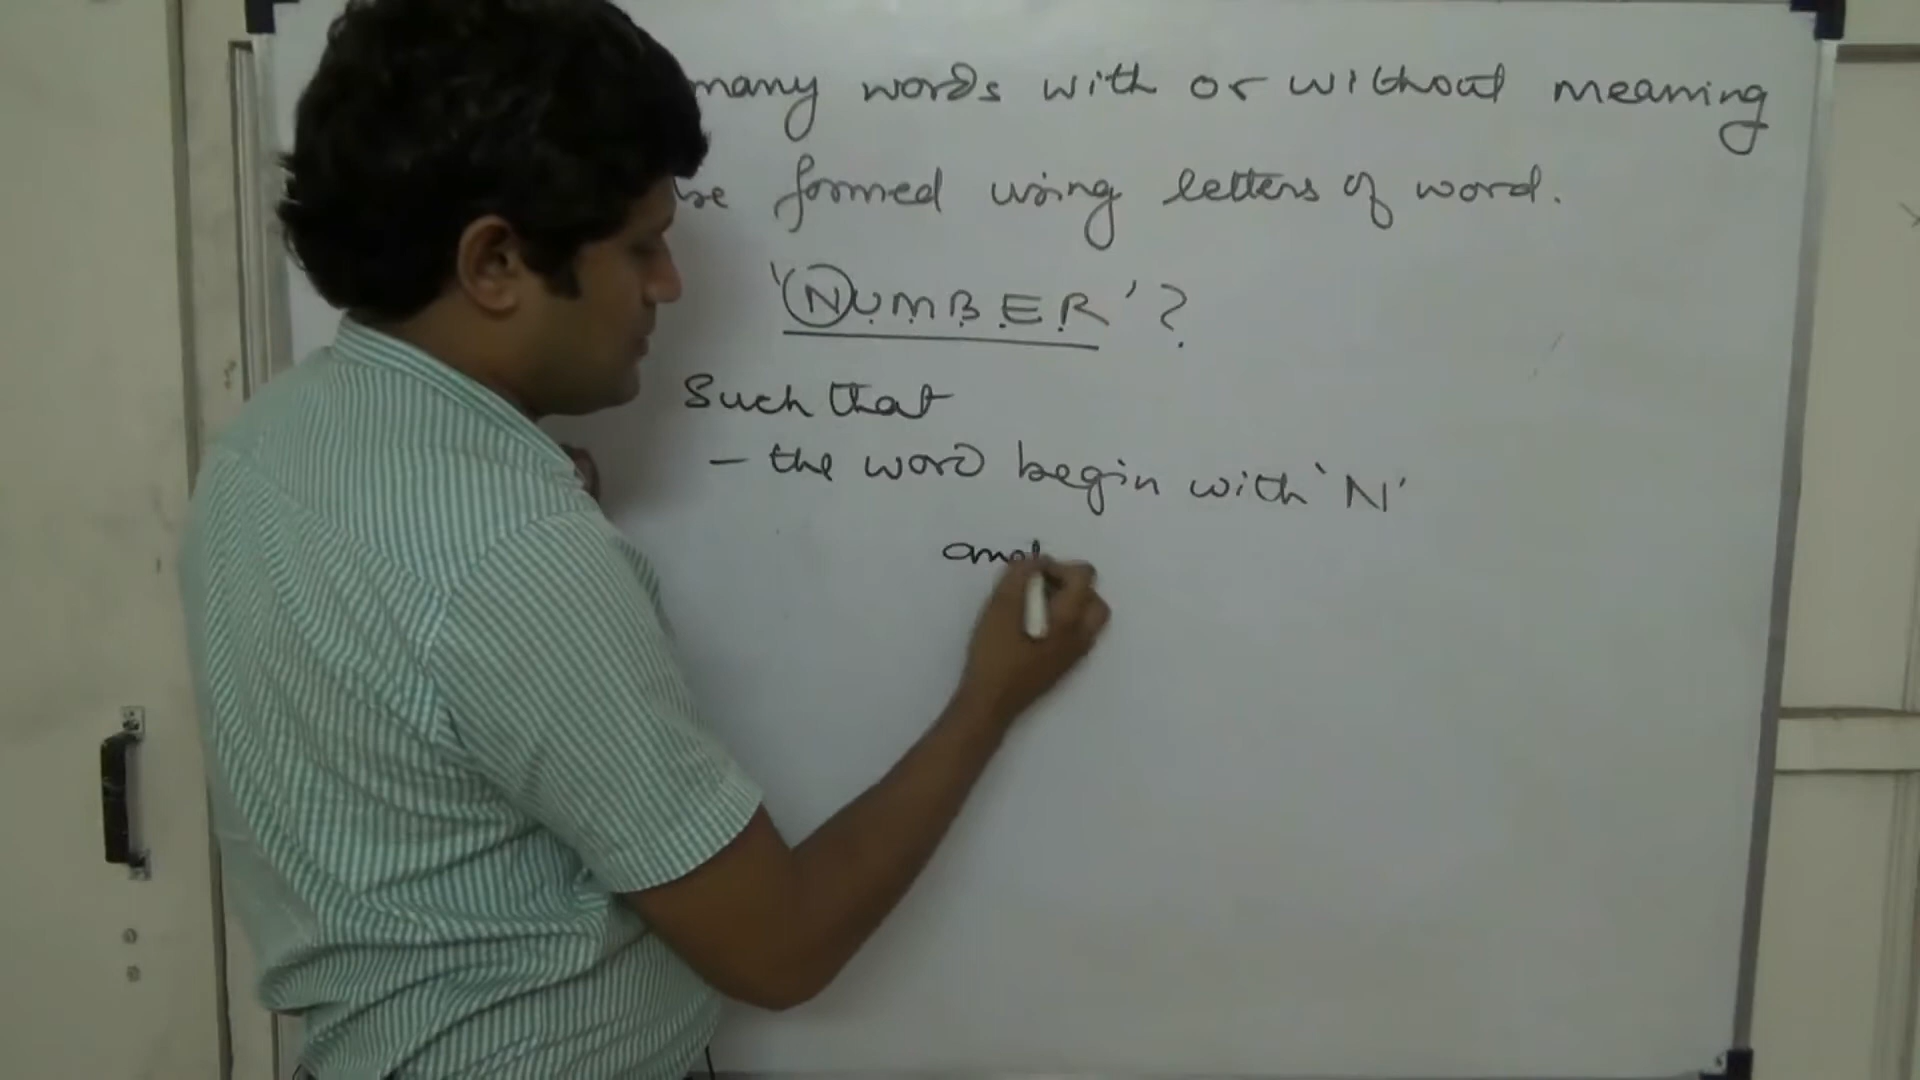 many words with or without meaning
be formed using letters of word.
'NUMBER' ?
Such that
- the word begin with 'N'
and